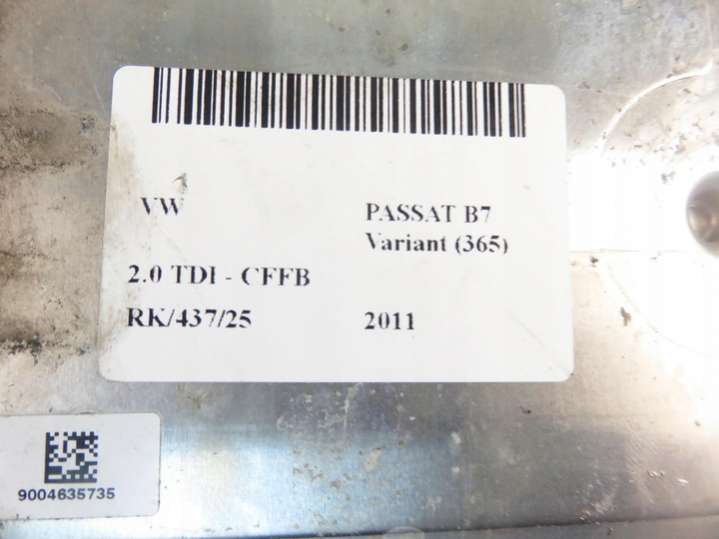 VW
PASSAT B7
Variant (365)
2.0 TDI - CFFB
RK/437/25
2011
9004635735